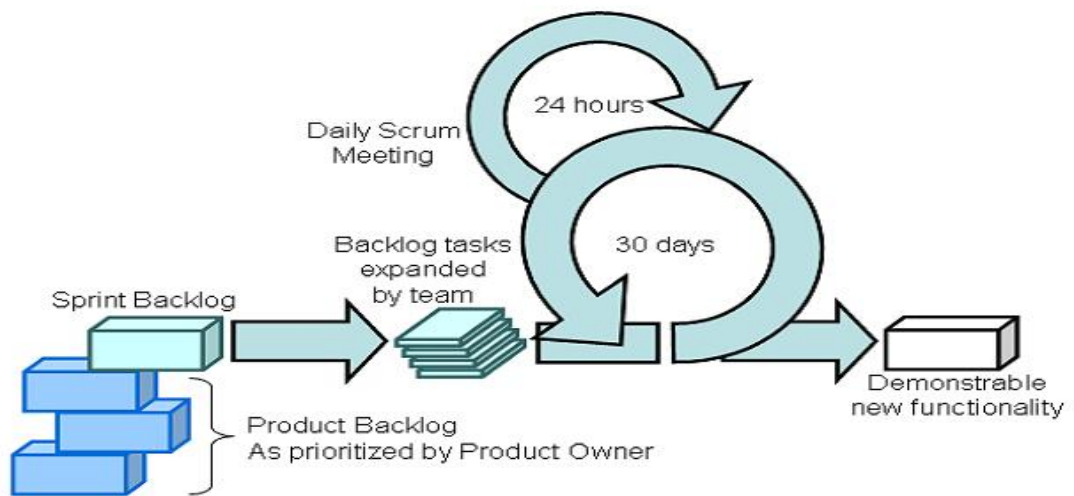 24 hours
Daily Scrum
Meeting
30 days
Backlog tasks
expanded
by team
Sprint Backlog
Demonstrable
new functionality
Product Backlog
As prioritized by Product Owner